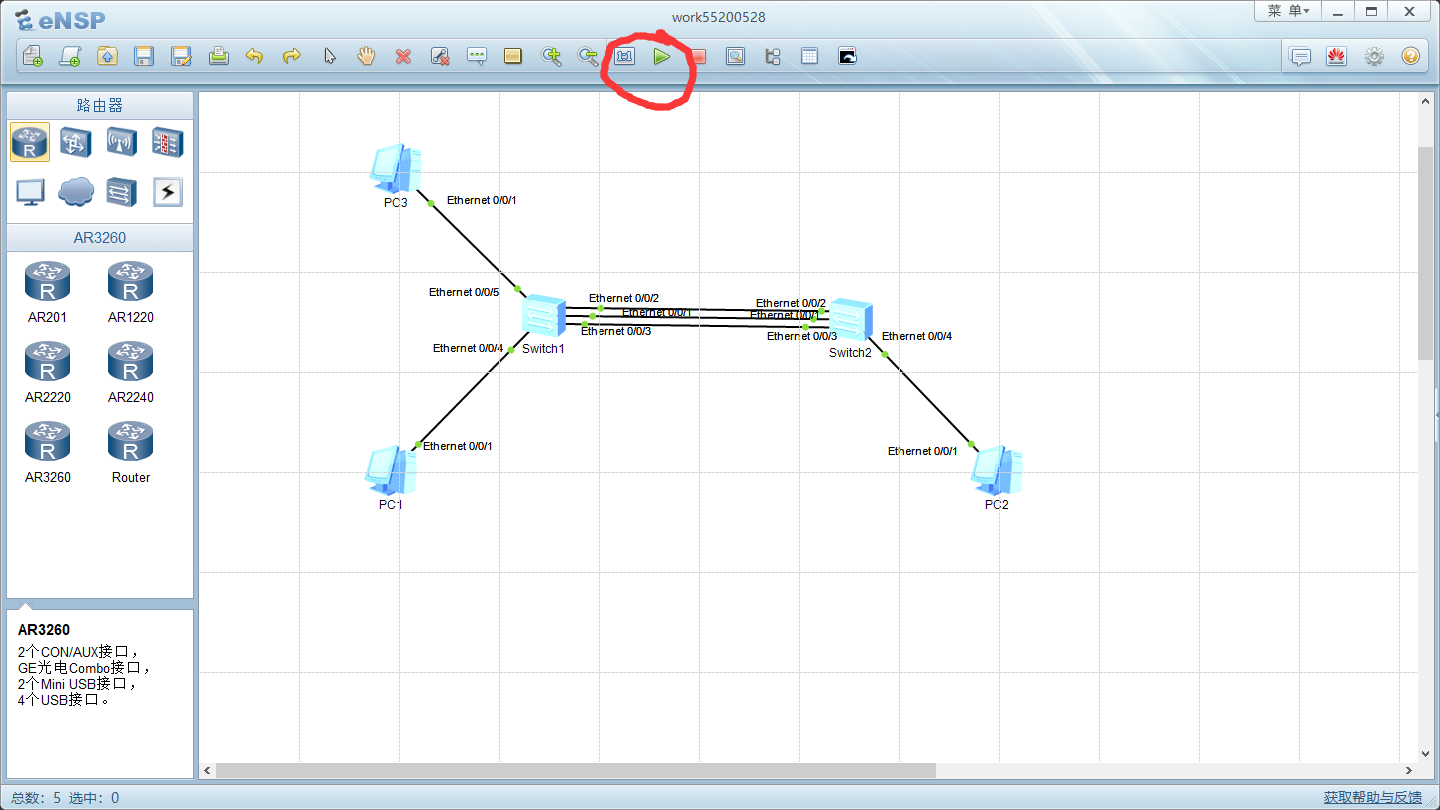 eNSP
work55200528
菜 单
1:1
路由器
R
AR3260
R
AR201
R
AR1220
R
AR2220
R
AR2240
R
AR3260
R
Router
AR3260
2个CON/AUX接口，
GE光电Combo接口，
2个Mini USB接口，
4个USB接口。
PC3
Ethernet 0/0/1
Ethernet 0/0/5
Ethernet 0/0/2
Ethernet 0/0/2
Ethernet 0/0/1
Ethernet 0/0/1
Ethernet 0/0/3
Ethernet 0/0/3
Ethernet 0/0/4
Ethernet 0/0/4
Switch1
Switch2
Ethernet 0/0/1
Ethernet 0/0/1
PC1
PC2
总数：5 选中：0
获取帮助与反馈